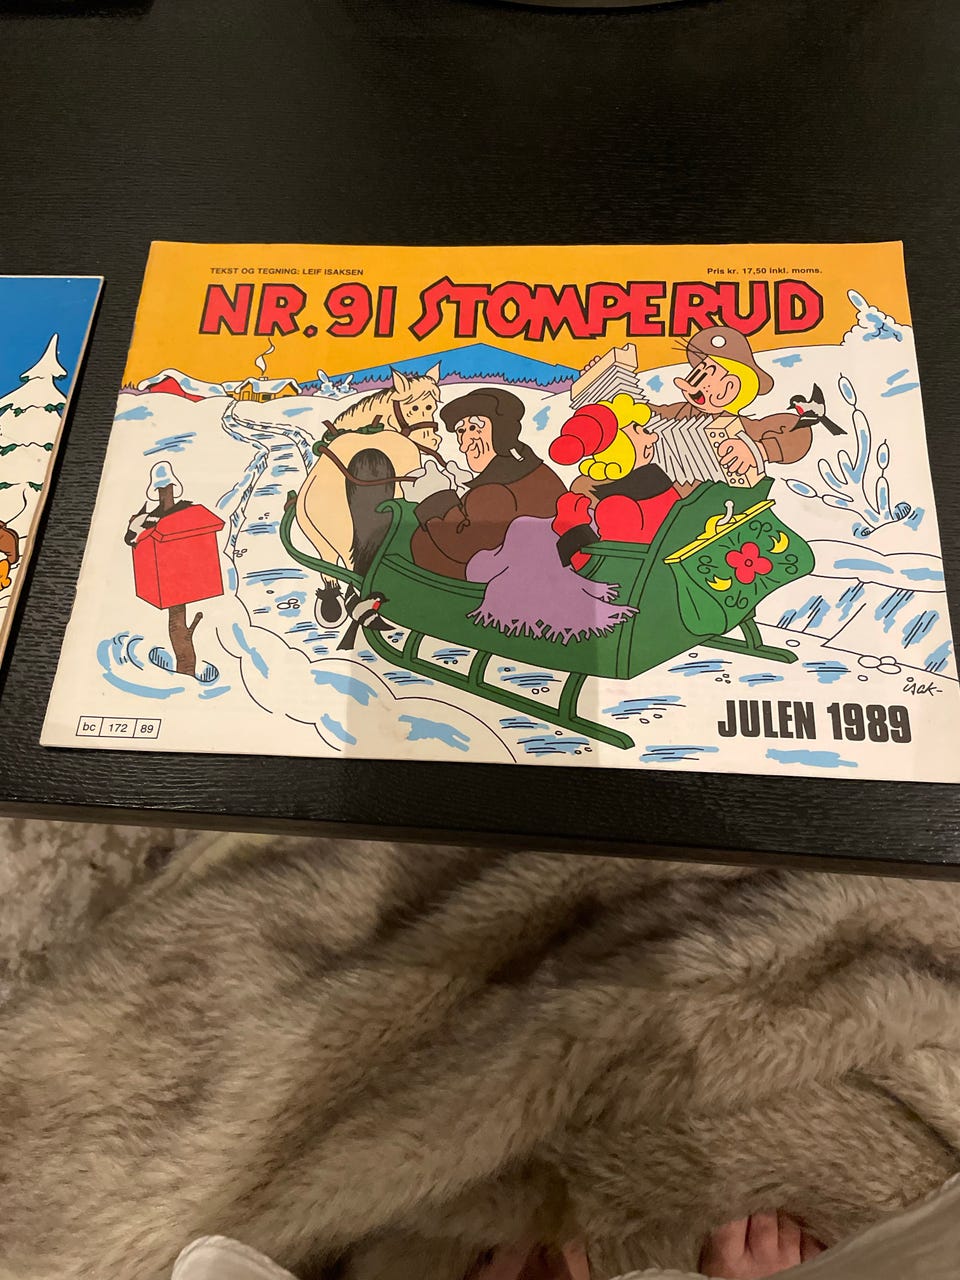 TEKST OG TEGNING: LEIF ISAKSEN
Pris kr. 17,50 inkl. moms.
NR. 91 STOMPERUD
isak-
JULEN 1989
bc 172 89